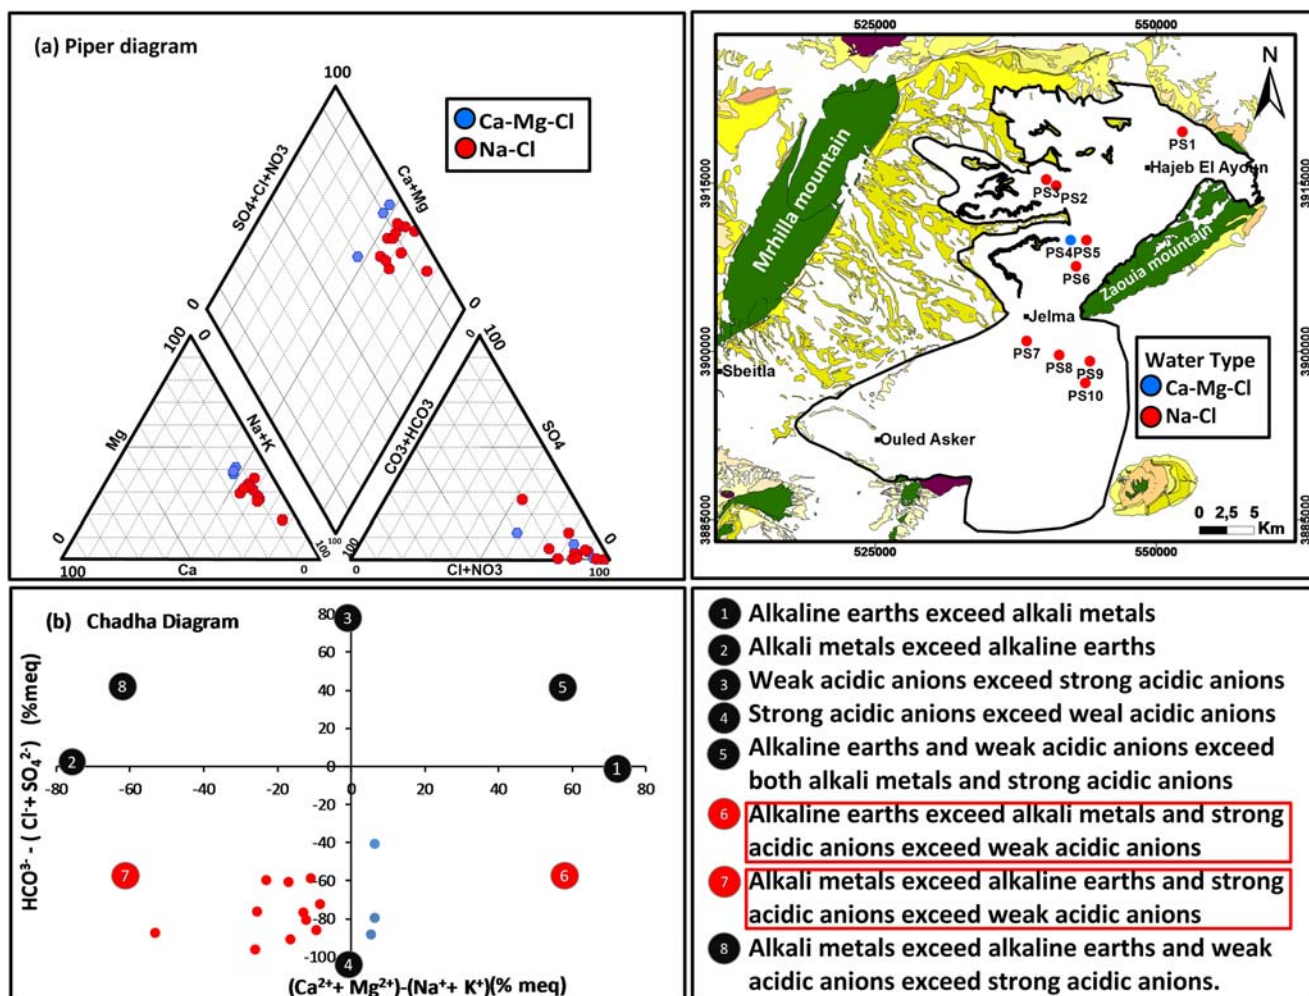 (a) Piper diagram
100
Ca-Mg-Cl
Na-Cl
SO4+Cl+NO3
Ca+Mg
0
0
100
0
100
Mg
Na+K
CO3+HCO3
SO4
0
100
100
100
0
100
Ca
0
0
Cl+NO3
100
525000
550000
N
PS1
Hajeb El Ayoun
3915000
3915000
Mrhilla mountain
PS3
PS2
PS4
PS5
PS6
Zaouia mountain
Jelma
PS7
PS8
PS9
PS10
3900000
3900000
Sbeitla
Water Type
Ca-Mg-Cl
Na-Cl
Ouled Asker
3885000
3885000
0 2,5 5
Km
525000
550000
(b) Chadha Diagram
HCO³⁻ - ( Cl⁻+ SO₄²⁻) (%meq)
80
60
40
20
0
-20
-40
-60
-80
-100
-80 -60 -40 -20 0 20 40 60 80
3
8
5
2
1
7
6
4
(Ca²⁺+ Mg²⁺)-(Na⁺+ K⁺)(% meq)
1 Alkaline earths exceed alkali metals
2 Alkali metals exceed alkaline earths
3 Weak acidic anions exceed strong acidic anions
4 Strong acidic anions exceed weal acidic anions
5 Alkaline earths and weak acidic anions exceed
both alkali metals and strong acidic anions
6 Alkaline earths exceed alkali metals and strong
acidic anions exceed weak acidic anions
7 Alkali metals exceed alkaline earths and strong
acidic anions exceed weak acidic anions
8 Alkali metals exceed alkaline earths and weak
acidic anions exceed strong acidic anions.